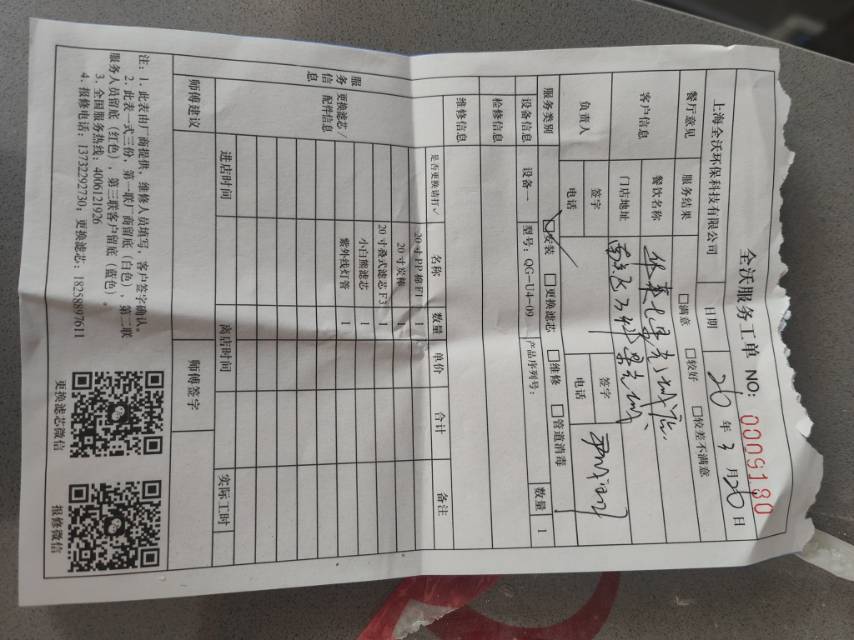 全沃服务工单 NO: 0009180
上海全沃环保科技有限公司 日期 26年3月26日
餐厅意见 服务结果 □满意 □较好 □较差不满意
客户信息 餐饮名称
门店地址
负责人 签字 签字
电话 电话
服务类别 ☑安装 □更换滤芯 □维修 □管道消毒
设备信息 设备一 型号: QG-U4-09 产品序列号: 数量 1
检修信息
维修信息
服务信息 更换滤芯/配件信息 是否更换请打√ 名称 数量 单价 合计 备注
20寸PP棉F1 1
20寸炭棒 1
20寸叠式滤芯F3 1
小白熊滤芯 1
紫外线灯管 1
进店时间 离店时间 实际工时
师傅建议 师傅签字
注: 1. 此表由厂商提供, 维修人员填写, 客户签字确认。
2. 此表一式三份, 第一联厂商留底(白色), 第二联
服务人员留底(红色), 第三联客户留底(蓝色)。
3. 全国服务热线: 4006121926
4. 报修电话: 13732292730; 更换滤芯: 18258897611
更换滤芯微信 报修微信